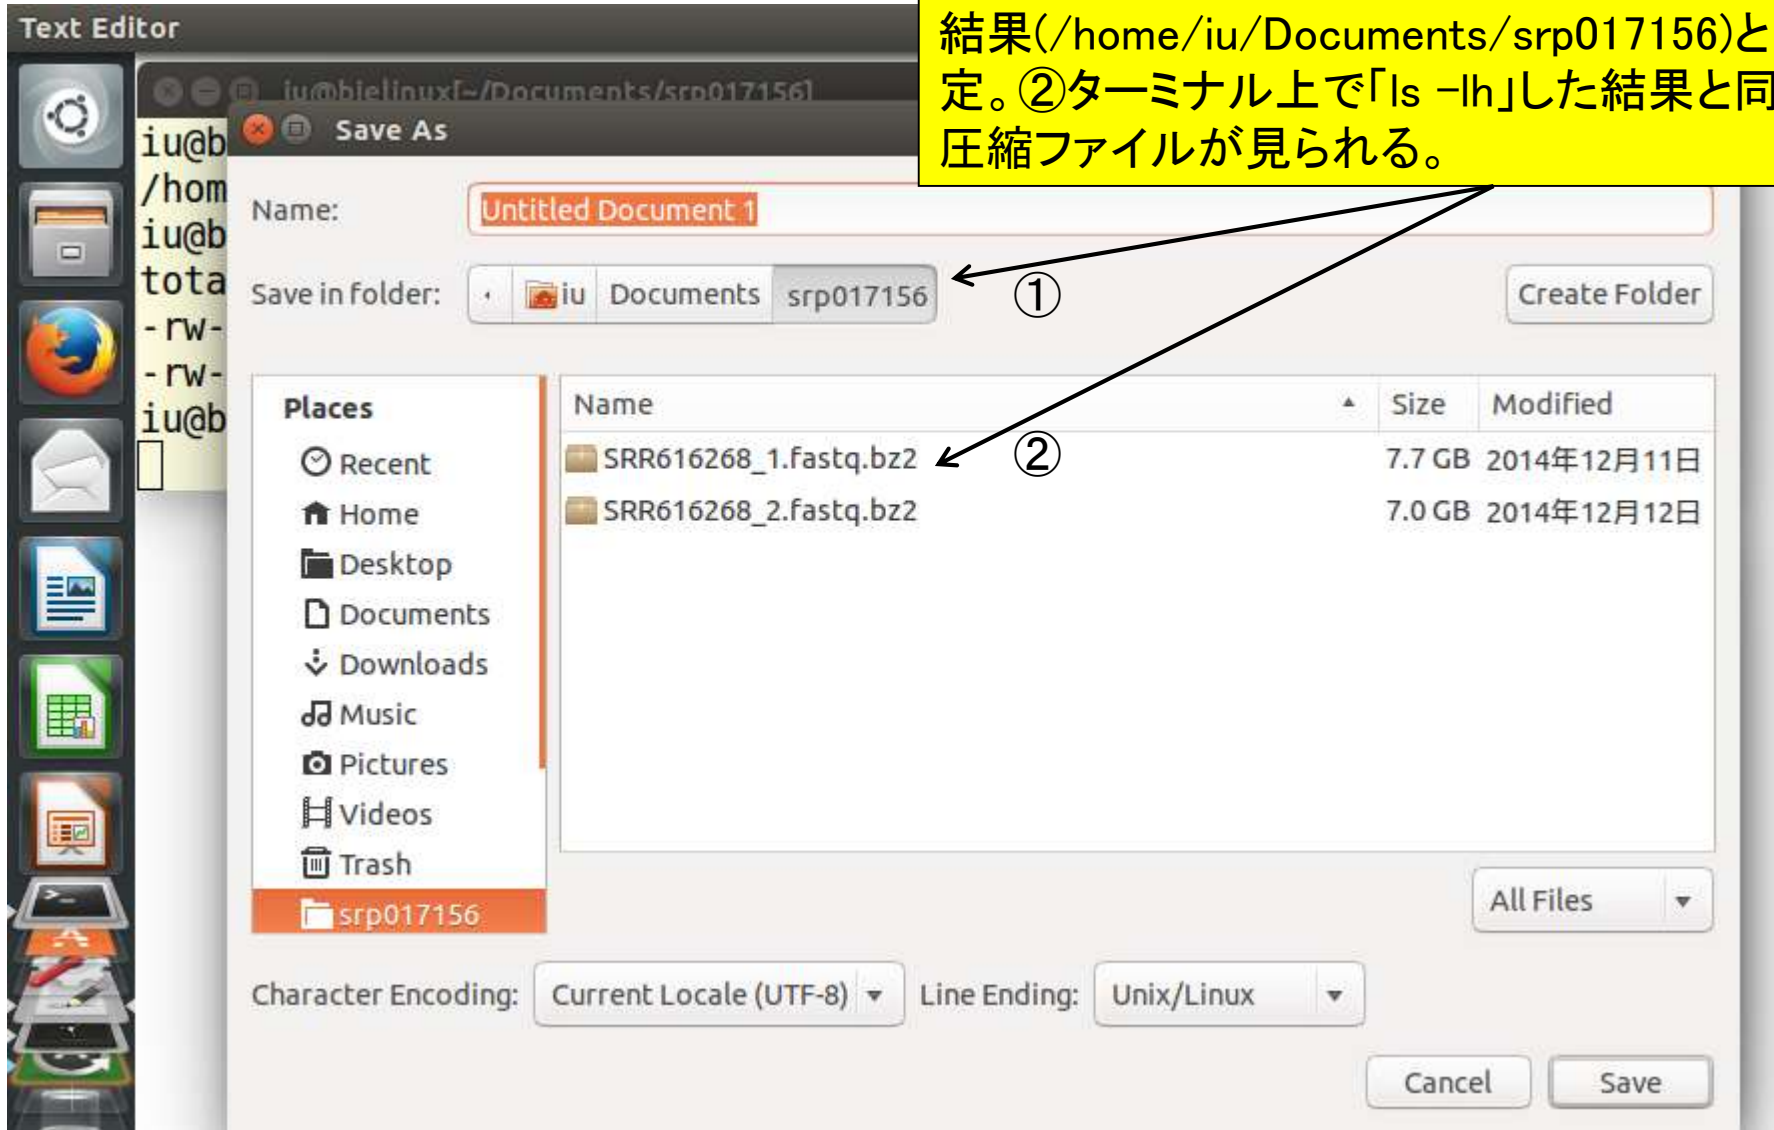 Text Editor
結果(/home/iu/Documents/srp017156)と
定。②ターミナル上で「ls -lh」した結果と同
圧縮ファイルが見られる。
iu@bielinux[~/Documents/srp017156]
Save As
iu@b
/hom
iu@b
tota
-rw-
-rw-
iu@b
Name: Untitled Document 1
Save in folder: iu Documents srp017156 ① Create Folder
Places
Recent
Home
Desktop
Documents
Downloads
Music
Pictures
Videos
Trash
srp017156
Name Size Modified
SRR616268_1.fastq.bz2 ② 7.7 GB 2014年12月11日
SRR616268_2.fastq.bz2 7.0 GB 2014年12月12日
All Files
Character Encoding: Current Locale (UTF-8) Line Ending: Unix/Linux
Cancel Save